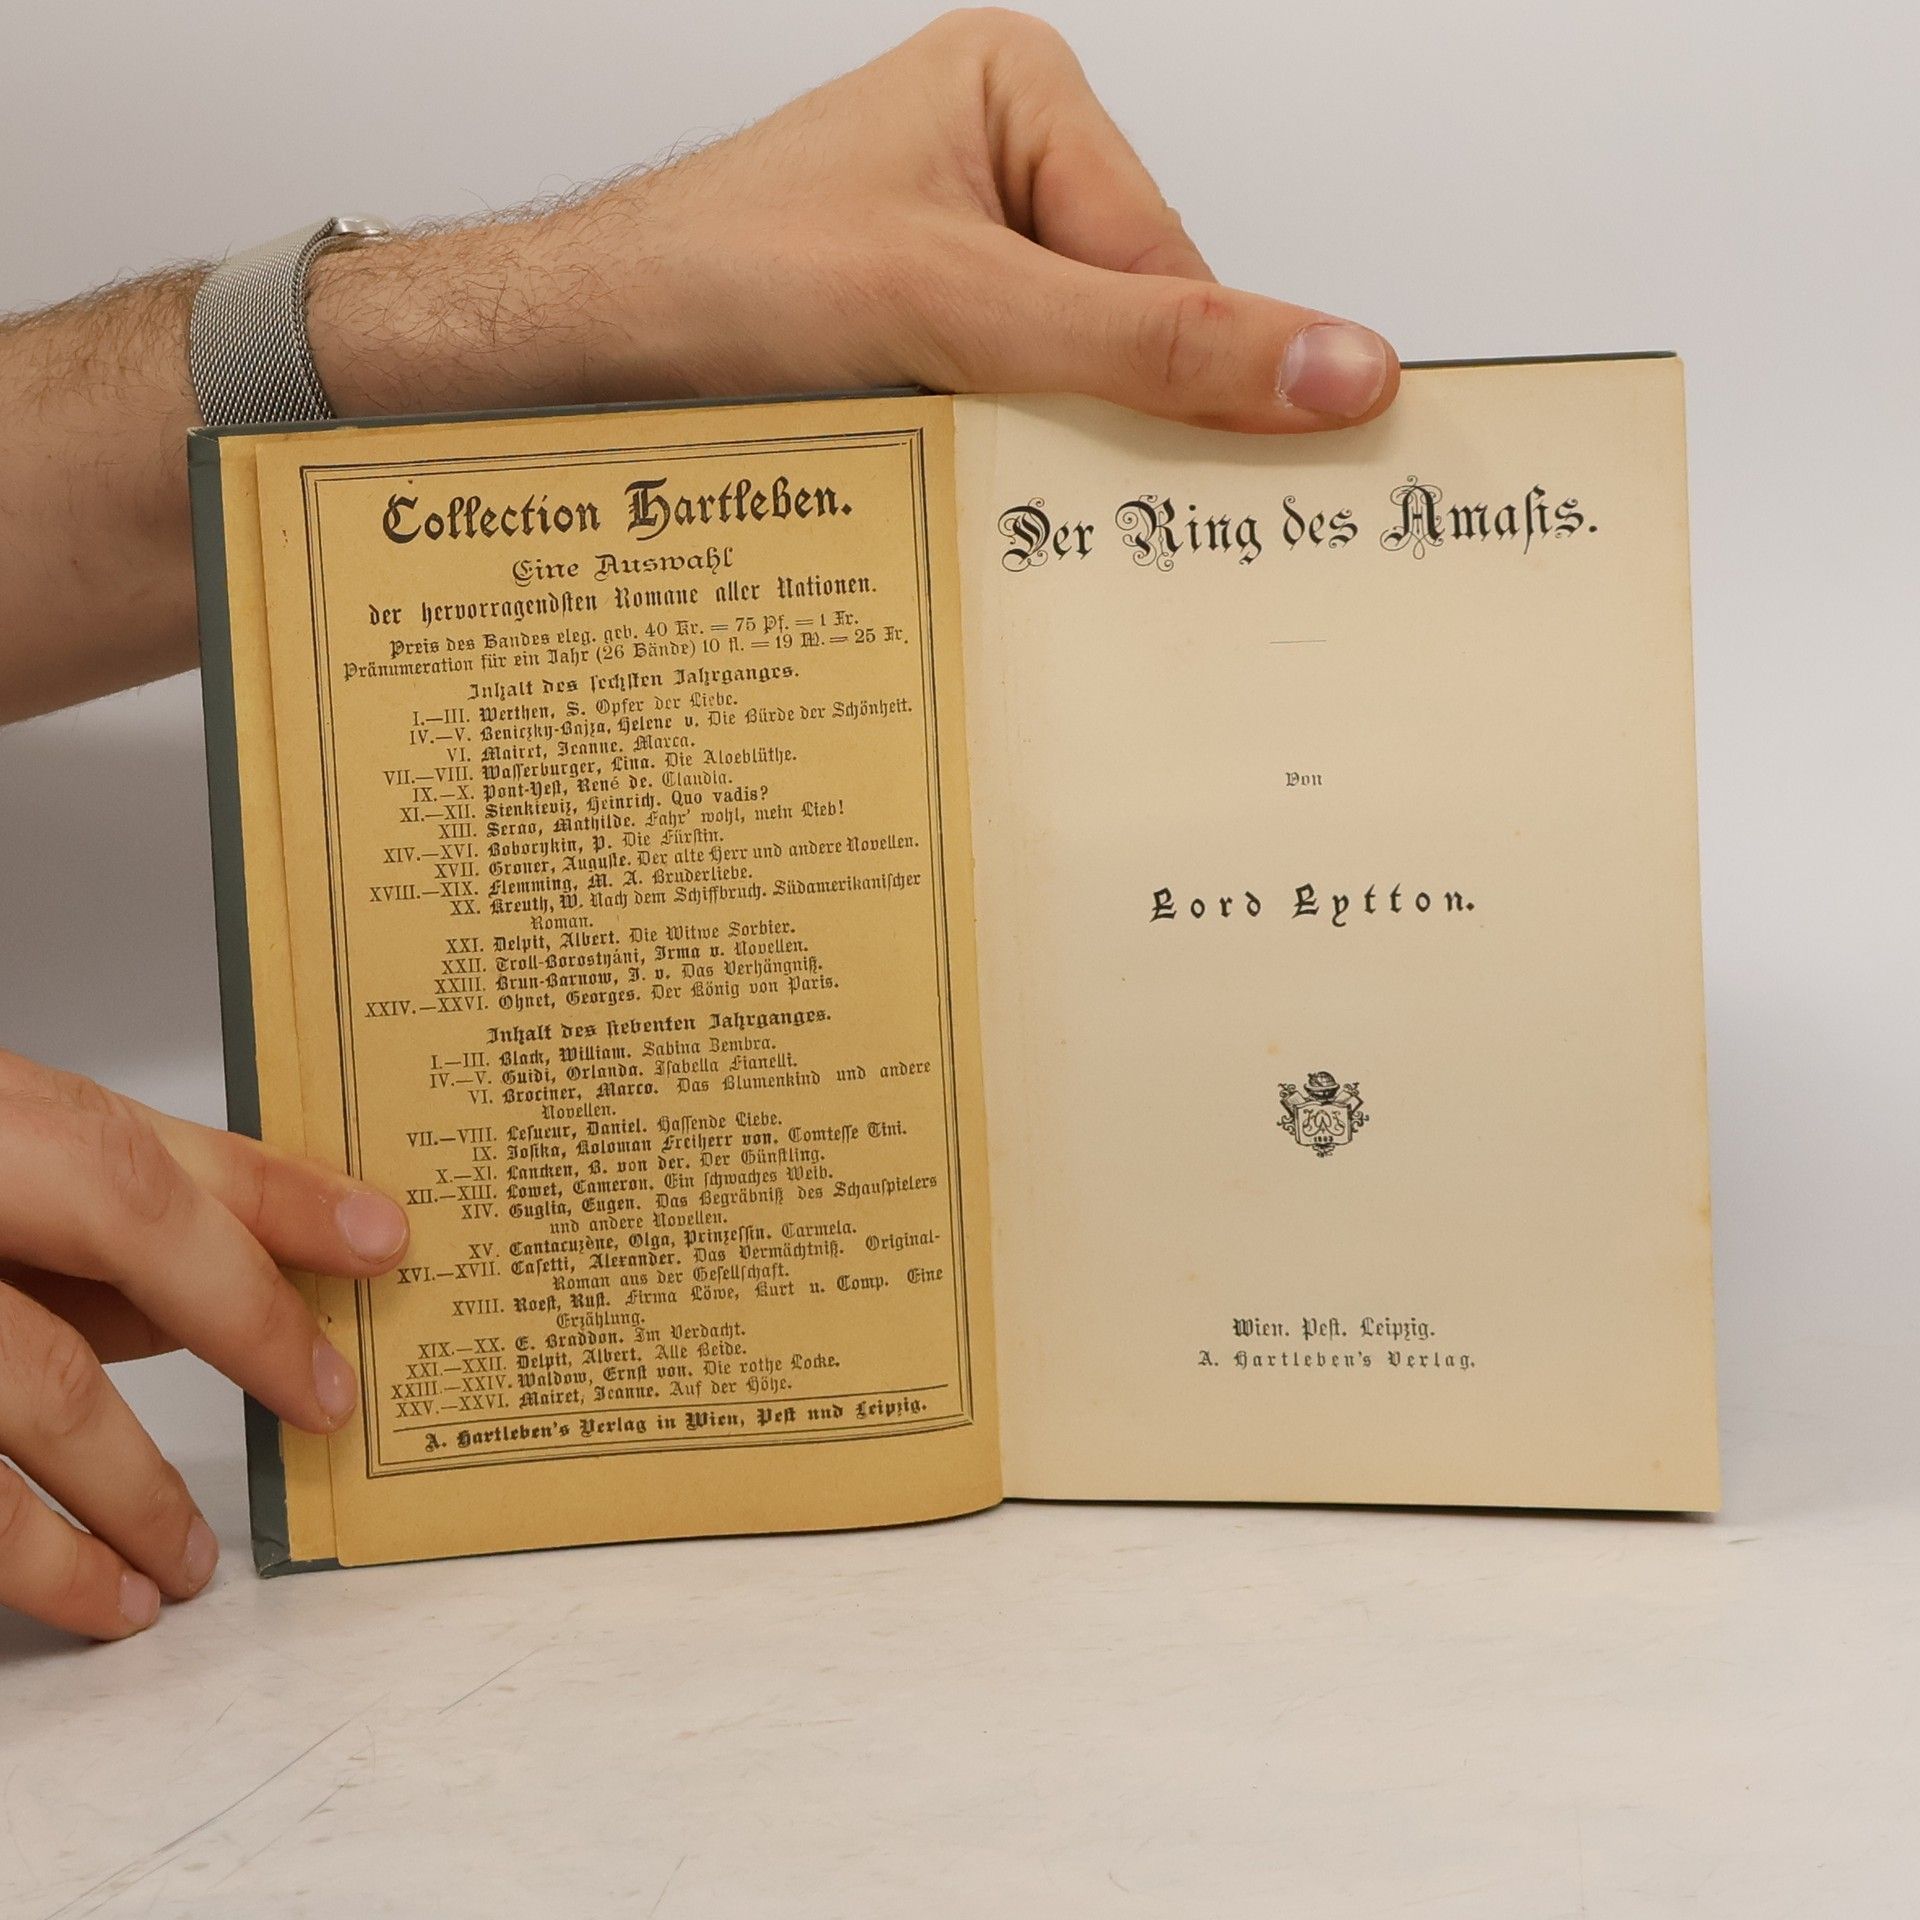 Collection Hartleben.
Eine Auswahl
der hervorragendsten Romane aller Nationen.
Preis des Bandes eleg. geb. 40 Kr. = 75 Pf. = 1 Fr.
Pränumeration für ein Jahr (26 Bände) 10 fl. = 19 M. = 25 Fr.
Inhalt des sechsten Jahrganges.
I.—III. Werthen, S. Opfer der Liebe.
IV.—V. Beniczky-Bajza, Helene v. Die Bürde der Schönheit.
VI. Mairet, Jeanne. Marca.
VII.—VIII. Wasserburger, Lina. Die Aloeblüthe.
IX.—X. Pont-Jest, René de. Claudia.
XI.—XII. Sienkieviz, Heinrich. Quo vadis?
XIII. Serao, Mathilde. Fahr' wohl, mein Lieb!
XIV.—XVI. Boborykin, P. Die Fürstin.
XVII. Groner, Auguste. Der alte Herr und andere Novellen.
XVIII.—XIX. Flemming, M. A. Bruderliebe.
XX. Kreuth, W. Nach dem Schiffbruch. Südamerikanischer
Roman.
XXI. Delpit, Albert. Die Witwe Sorbier.
XXII. Troll-Borostyáni, Irma v. Novellen.
XXIII. Brun-Barnow, J. v. Das Verhängniß.
XXIV.—XXVI. Ohnet, Georges. Der König von Paris.
Inhalt des siebenten Jahrganges.
I.—III. Black, William. Sabina Zembra.
IV.—V. Guidi, Orlanda. Isabella Fianelli.
VI. Brociner, Marco. Das Blumenkind und andere
Novellen.
VII.—VIII. Lesueur, Daniel. Hassende Liebe.
IX. Josika, Koloman Freiherr von. Comtesse Tini.
X.—XI. Lancken, B. von der. Der Günstling.
XII.—XIII. Lowet, Cameron. Ein schwaches Weib.
XIV. Guglia, Eugen. Das Begräbniß des Schauspielers
und andere Novellen.
XV. Cantacuzène, Olga, Prinzessin. Carmela.
XVI.—XVII. Casetti, Alexander. Das Vermächtniß. Original-
Roman aus der Gesellschaft.
XVIII. Roest, Rust. Firma Löwe, Kurt u. Comp. Eine
Erzählung.
XIX.—XX. E. Braddon. Im Verdacht.
XXI.—XXII. Delpit, Albert. Alle Beide.
XXIII.—XXIV. Waldow, Ernst von. Die rothe Locke.
XXV.—XXVI. Mairet, Jeanne. Auf der Höhe.
A. Hartleben's Verlag in Wien, Pest und Leipzig.
Der Ring des Amasis.
Von
Lord Lytton.
1803
Wien. Pest. Leipzig.
A. Hartleben's Verlag.